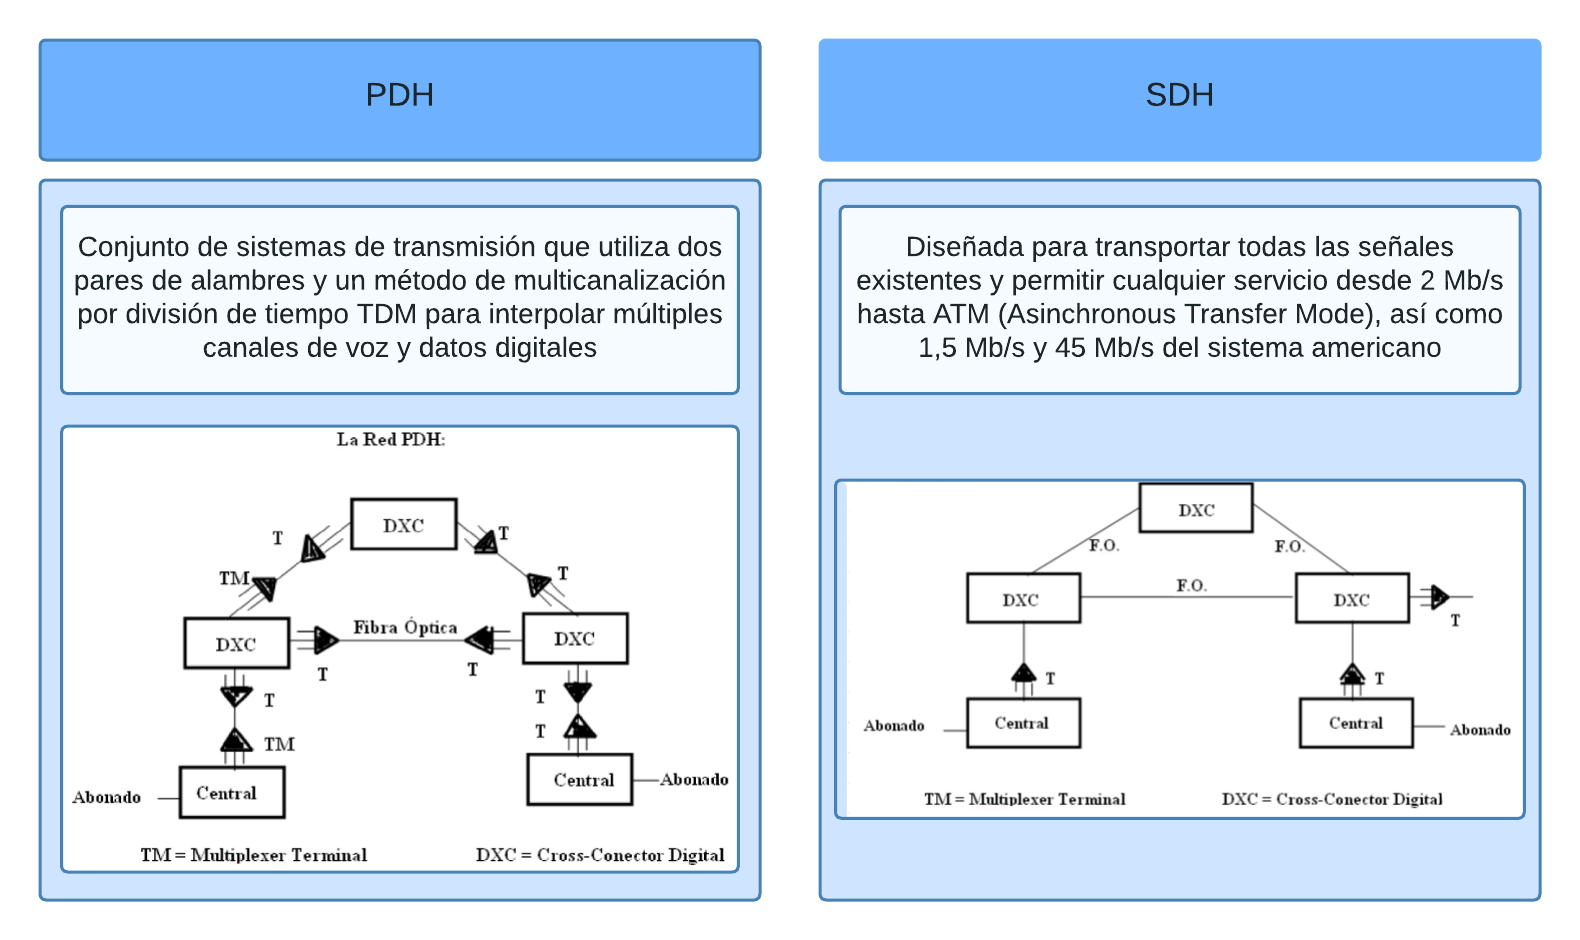 PDH
Conjunto de sistemas de transmisión que utiliza dos
pares de alambres y un método de multicanalización
por división de tiempo TDM para interpolar múltiples
canales de voz y datos digitales
La Red PDH:
DXC
T
T
TM
T
DXC
Fibra Óptica
DXC
T
T
T
T
T
TM
Central
Central
Abonado
Abonado
TM = Multiplexer Terminal
DXC = Cross-Conector Digital
SDH
Diseñada para transportar todas las señales
existentes y permitir cualquier servicio desde 2 Mb/s
hasta ATM (Asinchronous Transfer Mode), así como
1,5 Mb/s y 45 Mb/s del sistema americano
DXC
F.O.
F.O.
F.O.
DXC
DXC
T
T
T
Central
Central
Abonado
Abonado
TM = Multiplexer Terminal
DXC = Cross-Conector Digital